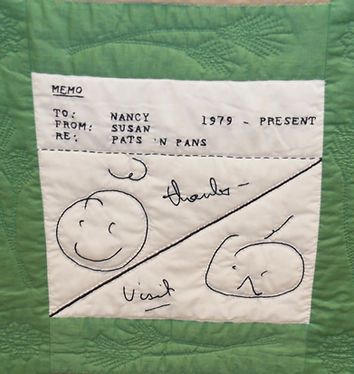 MEMO
TO: NANCY 1979 - PRESENT
FROM: SUSAN
RE: PATS 'N PANS
thanks -
Visit